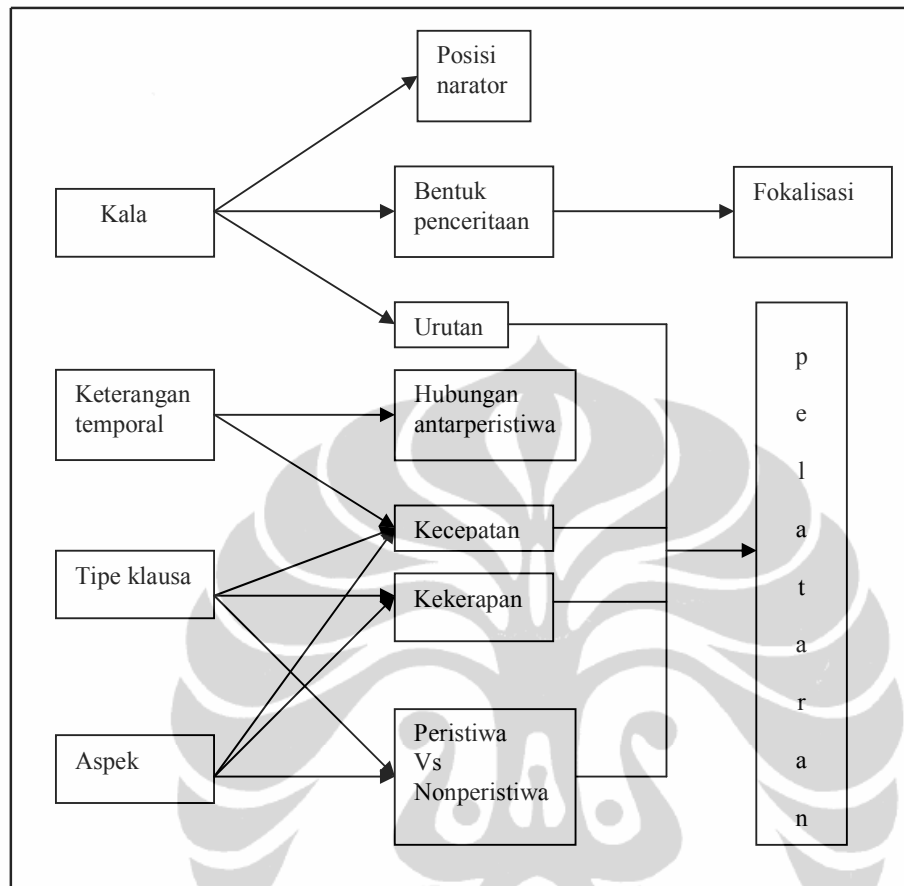 Posisi
narator
Kala
Bentuk
penceritaan
Fokalisasi
Urutan
Keterangan
temporal
Hubungan
antarperistiwa
Kecepatan
Tipe klausa
Kekerapan
Aspek
Peristiwa
Vs
Nonperistiwa
p
e
l
a
t
a
r
a
n